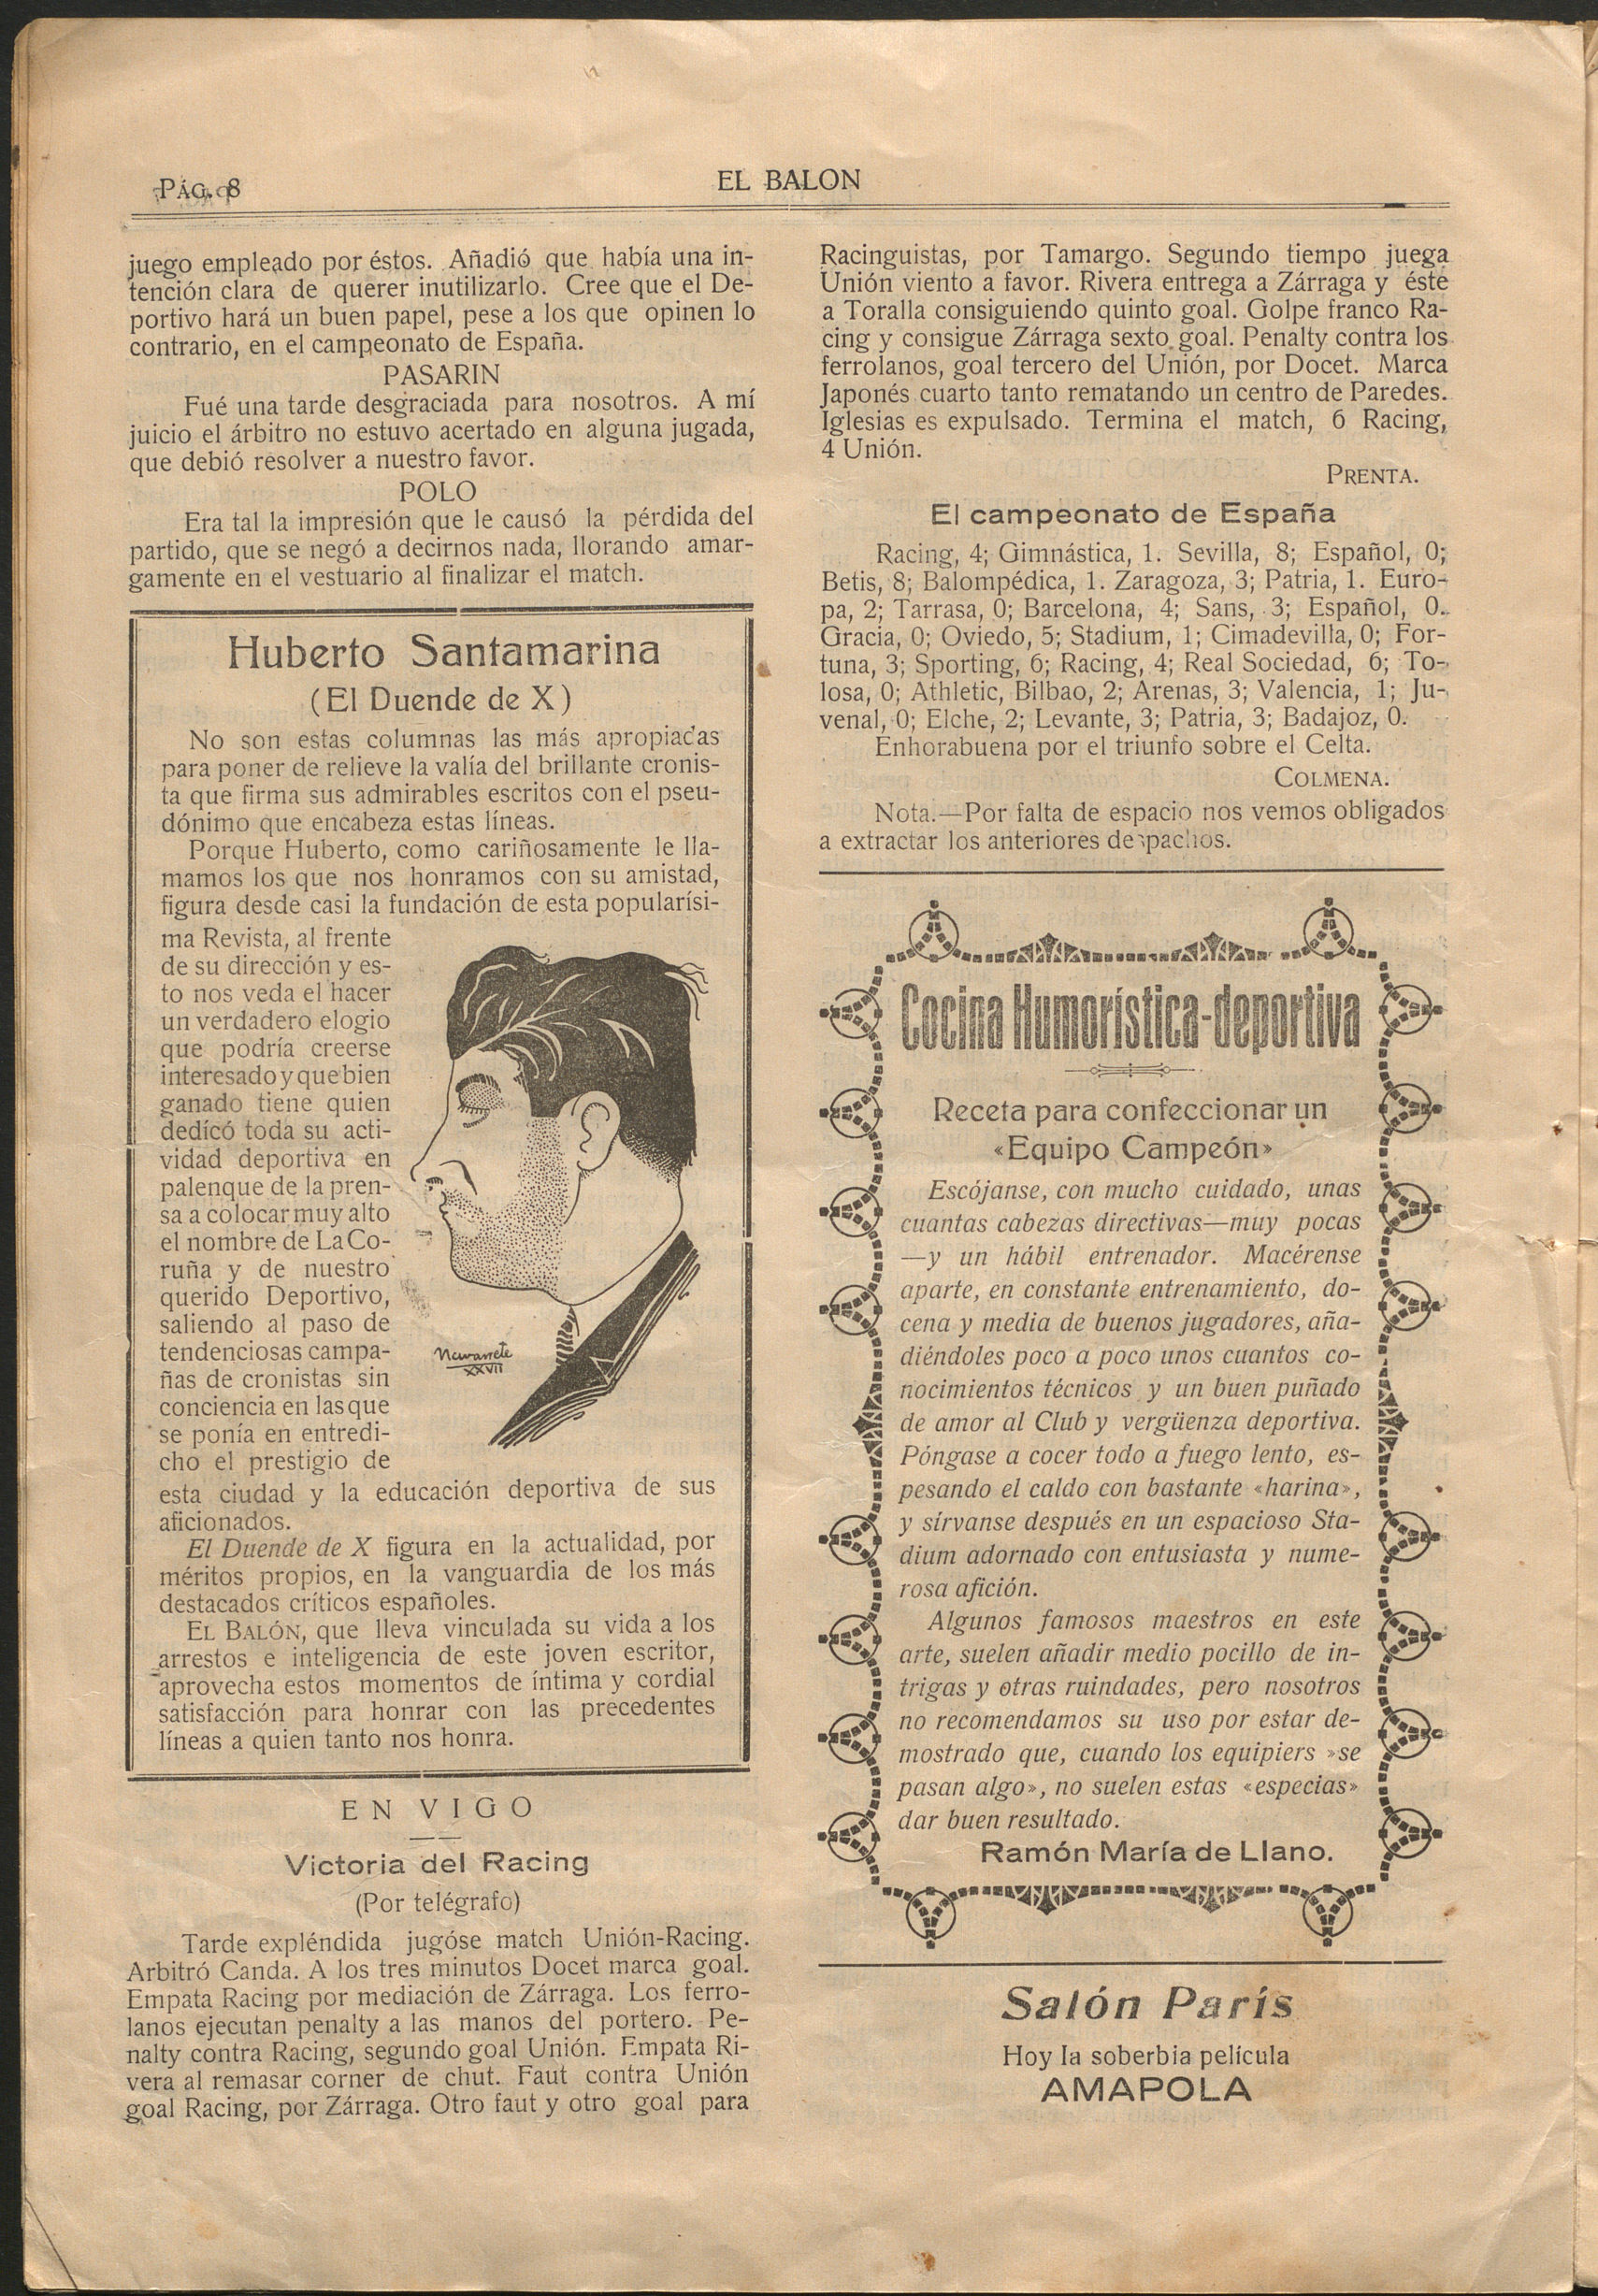 PÁG. 8
EL BALON
juego empleado por éstos. Añadió que había una in-
tención clara de querer inutilizarlo. Cree que el De-
portivo hará un buen papel, pese a los que opinen lo
contrario, en el campeonato de España.
PASARIN
Fué una tarde desgraciada para nosotros. A mí
juicio el árbitro no estuvo acertado en alguna jugada,
que debió resolver a nuestro favor.
POLO
Era tal la impresión que le causó la pérdida del
partido, que se negó a decirnos nada, llorando amar-
gamente en el vestuario al finalizar el match.
Huberto Santamarina
(El Duende de X)
No son estas columnas las más apropiadas
para poner de relieve la valía del brillante cronis-
ta que firma sus admirables escritos con el pseu-
dónimo que encabeza estas líneas.
Porque Huberto, como cariñosamente le lla-
mamos los que nos honramos con su amistad,
figura desde casi la fundación de esta popularísi-
ma Revista, al frente
de su dirección y es-
to nos veda el hacer
un verdadero elogio
que podría creerse
interesado y que bien
ganado tiene quien
dedícó toda su acti-
vidad deportiva en
palenque de la pren-
sa a colocar muy alto
el nombre de La Co-
ruña y de nuestro
querido Deportivo,
saliendo al paso de
tendenciosas campa-
ñas de cronistas sin
conciencia en las que
se ponía en entredi-
cho el prestigio de
esta ciudad y la educación deportiva de sus
aficionados.
El Duende de X figura en la actualidad, por
méritos propios, en la vanguardia de los más
destacados críticos españoles.
EL BALÓN, que lleva vinculada su vida a los
arrestos e inteligencia de este joven escritor,
aprovecha estos momentos de íntima y cordial
satisfacción para honrar con las precedentes
líneas a quien tanto nos honra.
Navarrete
XXVII
EN VIGO
Victoria del Racing
(Por telégrafo)
Tarde expléndida jugóse match Unión-Racing.
Arbitró Canda. A los tres minutos Docet marca goal.
Empata Racing por mediación de Zárraga. Los ferro-
lanos ejecutan penalty a las manos del portero. Pe-
nalty contra Racing, segundo goal Unión. Empata Ri-
vera al remasar corner de chut. Faut contra Unión
goal Racing, por Zárraga. Otro faut y otro goal para
Racinguistas, por Tamargo. Segundo tiempo juega
Unión viento a favor. Rivera entrega a Zárraga y éste
a Toralla consiguiendo quinto goal. Golpe franco Ra-
cing y consigue Zárraga sexto goal. Penalty contra los
ferrolanos, goal tercero del Unión, por Docet. Marca
Japonés cuarto tanto rematando un centro de Paredes.
Iglesias es expulsado. Termina el match, 6 Racing,
4 Unión.
PRENTA.
El campeonato de España
Racing, 4; Gimnástica, 1. Sevilla, 8; Español, 0;
Betis, 8; Balompédica, 1. Zaragoza, 3; Patria, 1. Euro-
pa, 2; Tarrasa, 0; Barcelona, 4; Sans, 3; Español, 0.
Gracia, 0; Oviedo, 5; Stadium, 1; Cimadevilla, 0; For-
tuna, 3; Sporting, 6; Racing, 4; Real Sociedad, 6; To-
losa, 0; Athletic, Bilbao, 2; Arenas, 3; Valencia, 1; Ju-
venal, 0; Elche, 2; Levante, 3; Patria, 3; Badajoz, 0.
Enhorabuena por el triunfo sobre el Celta.
COLMENA.
Nota.—Por falta de espacio nos vemos obligados
a extractar los anteriores despachos.
Cocina Humorística-deportiva
Receta para confeccionar un
«Equipo Campeón»
Escójanse, con mucho cuidado, unas
cuantas cabezas directivas—muy pocas
—y un hábil entrenador. Macérense
aparte, en constante entrenamiento, do-
cena y media de buenos jugadores, aña-
diéndoles poco a poco unos cuantos co-
nocimientos técnicos y un buen puñado
de amor al Club y vergüenza deportiva.
Póngase a cocer todo a fuego lento, es-
pesando el caldo con bastante «harina»,
y sírvanse después en un espacioso Sta-
dium adornado con entusiasta y nume-
rosa afición.
Algunos famosos maestros en este
arte, suelen añadir medio pocillo de in-
trigas y otras ruindades, pero nosotros
no recomendamos su uso por estar de-
mostrado que, cuando los equipiers »se
pasan algo», no suelen estas «especias»
dar buen resultado.
Ramón María de Llano.
Salón París
Hoy la soberbia película
AMAPOLA